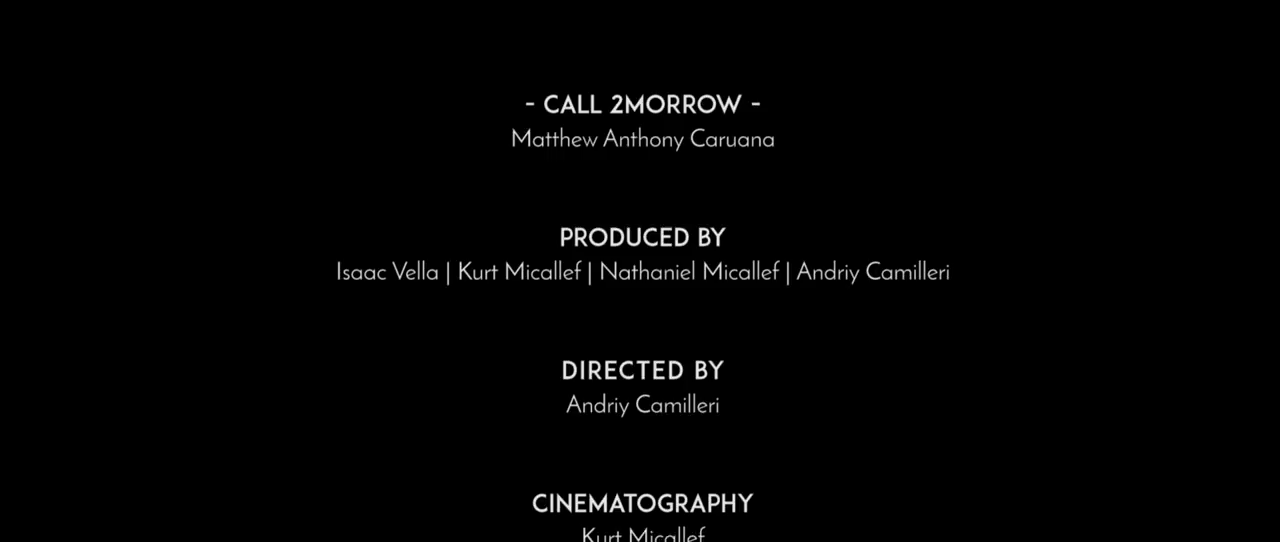 - CALL 2MORROW -
Matthew Anthony Caruana
PRODUCED BY
Isaac Vella | Kurt Micallef | Nathaniel Micallef | Andriy Camilleri
DIRECTED BY
Andriy Camilleri
CINEMATOGRAPHY
Kurt Micallef